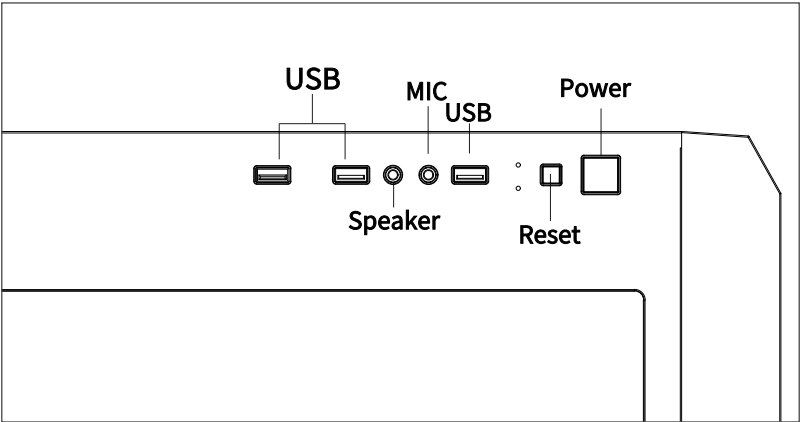 USB
MIC
USB
Power
Speaker
Reset